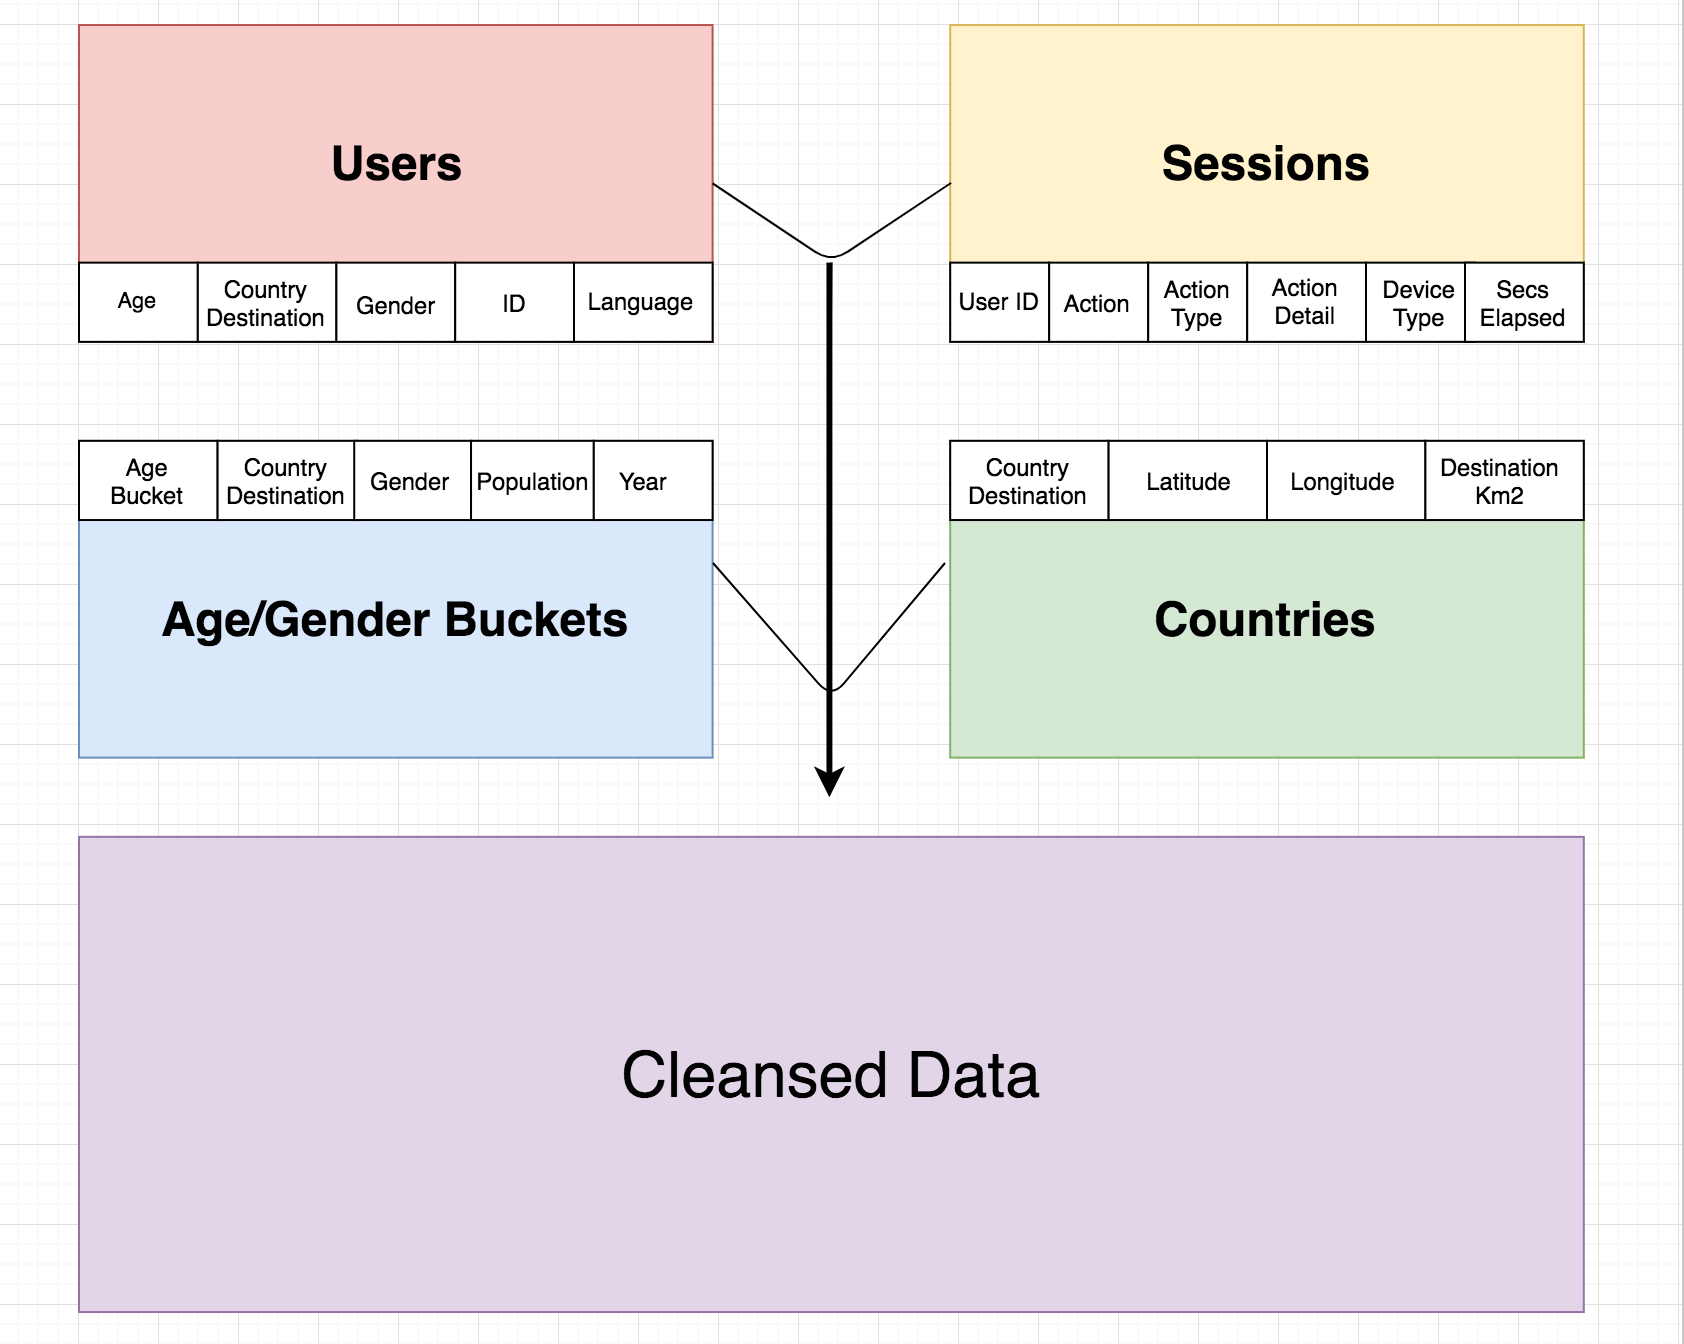 Users
Sessions
Age
Country
Destination
Gender
ID
Language
User ID
Action
Action
Type
Action
Detail
Device
Type
Secs
Elapsed
Age
Bucket
Country
Destination
Gender
Population
Year
Country
Destination
Latitude
Longitude
Destination
Km2
Age/Gender Buckets
Countries
Cleansed Data